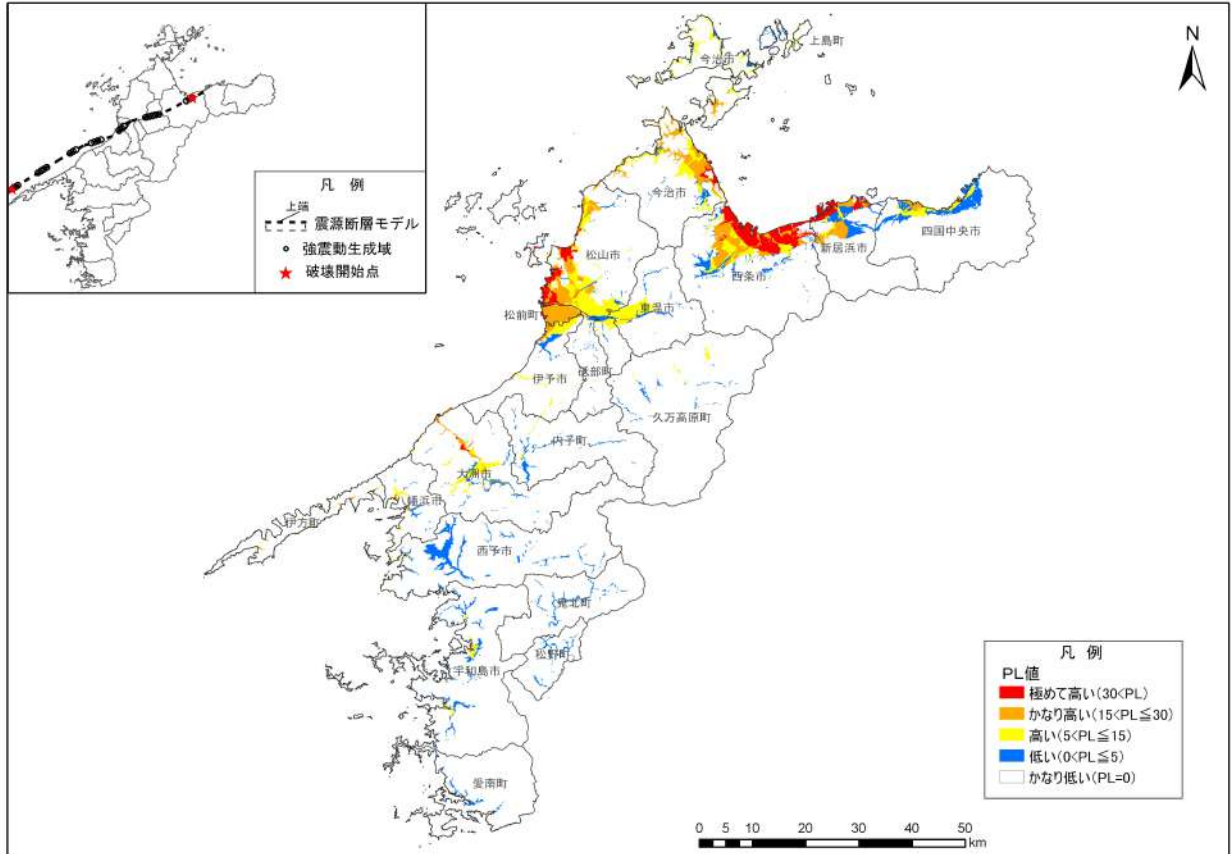 凡 例
上端
震源断層モデル
強震動生成域
破壊開始点
N
上島町
今治市
今治市
四国中央市
新居浜市
西条市
松山市
東温市
松前町
伊予市
砥部町
久万高原町
内子町
大洲市
八幡浜市
伊方町
西予市
鬼北町
松野町
宇和島市
愛南町
凡 例
PL値
極めて高い(30<PL)
かなり高い(15<PL≦30)
高い(5<PL≦15)
低い(0<PL≦5)
かなり低い(PL=0)
0 5 10 20 30 40 50
km